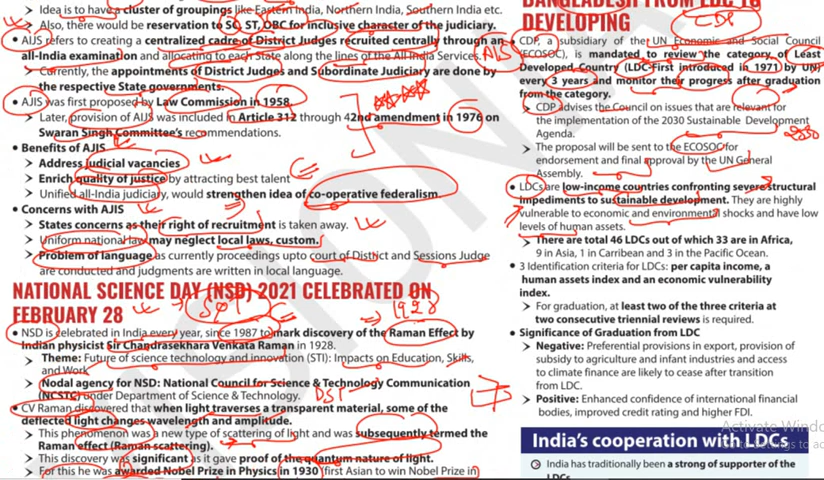 Idea is to have a cluster of groupings like Eastern India, Northern India, Southern India etc.
Also, there would be reservation to SC, ST, OBC for inclusive character of the judiciary.
AIJS refers to creating a centralized cadre of District Judges recruited centrally through an
all-India examination and allocating to each State along the lines of the All India Services.
AIS
Currently, the appointments of District Judges and Subordinate Judiciary are done by
the respective State governments.
AIJS was first proposed by Law Commission in 1958.
Later, provision of AIJS was included in Article 312 through 42nd amendment in 1976 on
Swaran Singh Committee's recommendations.
Benefits of AJIS
Address judicial vacancies
Enrich quality of justice by attracting best talent
Unified all-India judiciary, would strengthen idea of co-operative federalism.
Concerns with AJIS
States concerns as their right of recruitment is taken away.
Uniform national law may neglect local laws, custom.
Problem of language as currently proceedings upto court of District and Sessions Judge
are conducted and judgments are written in local language.
NATIONAL SCIENCE DAY (NSD) 2021 CELEBRATED ON
FEBRUARY 28
1928
NSD is celebrated in India every year, since 1987 to mark discovery of the Raman Effect by
Indian physicist Sir Chandrasekhara Venkata Raman in 1928.
Theme: Future of science technology and innovation (STI): Impacts on Education, Skills,
and Work
Nodal agency for NSD: National Council for Science & Technology Communication
(NCSTC) under Department of Science & Technology.
DST
CV Raman discovered that when light traverses a transparent material, some of the
deflected light changes wavelength and amplitude.
This phenomenon was a new type of scattering of light and was subsequently termed the
Raman effect (Raman scattering).
This discovery was significant as it gave proof of the quantum nature of light.
For this he was awarded Nobel Prize in Physics in 1930 (first Asian to win Nobel Prize in
BANGLADESH FROM LDC TO
DEVELOPING
CDP
CDP, a subsidiary of the UN Economic and Social Council
(ECOSOC), is mandated to review the category of Least
Developed Country (LDC-first introduced in 1971) by UN)
every 3 years and monitor their progress after graduation
from the category.
CDP advises the Council on issues that are relevant for
the implementation of the 2030 Sustainable Development
Agenda.
The proposal will be sent to the ECOSOC for
endorsement and final approval by the UN General
Assembly.
LDCs are low-income countries confronting severe structural
impediments to sustainable development. They are highly
vulnerable to economic and environmental shocks and have low
levels of human assets.
There are total 46 LDCs out of which 33 are in Africa,
9 in Asia, 1 in Carribean and 3 in the Pacific Ocean.
3 Identification criteria for LDCs: per capita income, a
human assets index and an economic vulnerability
index.
For graduation, at least two of the three criteria at
two consecutive triennial reviews is required.
Significance of Graduation from LDC
Negative: Preferential provisions in export, provision of
subsidy to agriculture and infant industries and access
to climate finance are likely to cease after transition
from LDC.
Positive: Enhanced confidence of international financial
bodies, improved credit rating and higher FDI.
Activate Windo
India's cooperation with LDCs
India has traditionally been a strong of supporter of the
LDCs